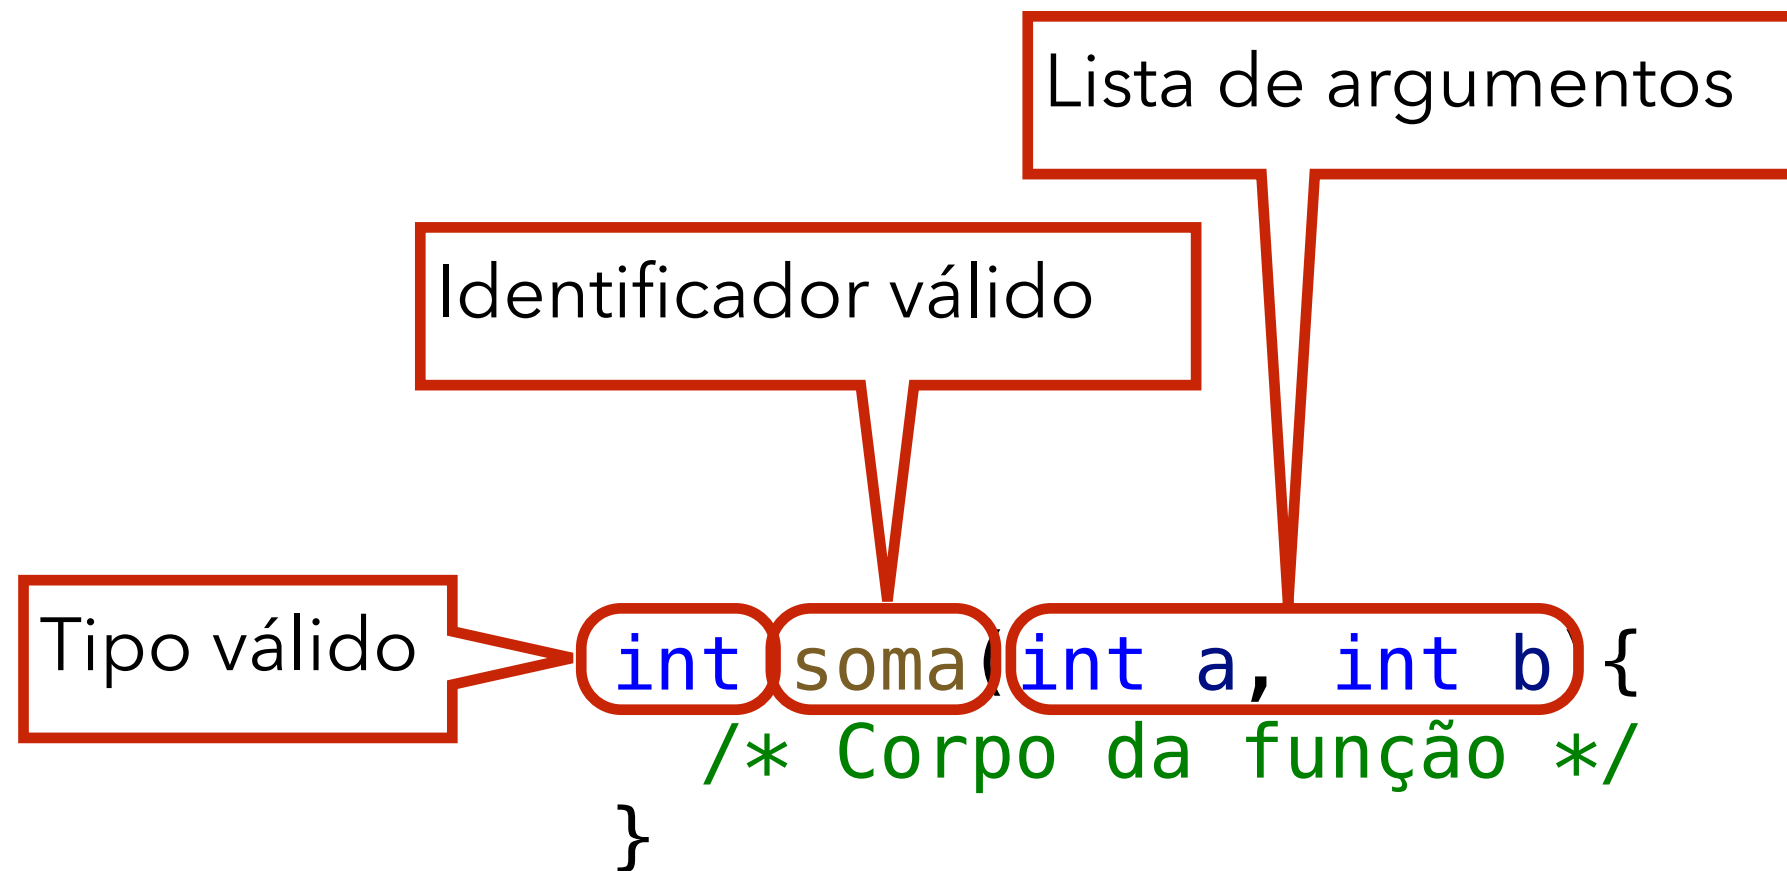 Lista de argumentos
Identificador válido
Tipo válido
int soma(int a, int b) {
/* Corpo da função */
}